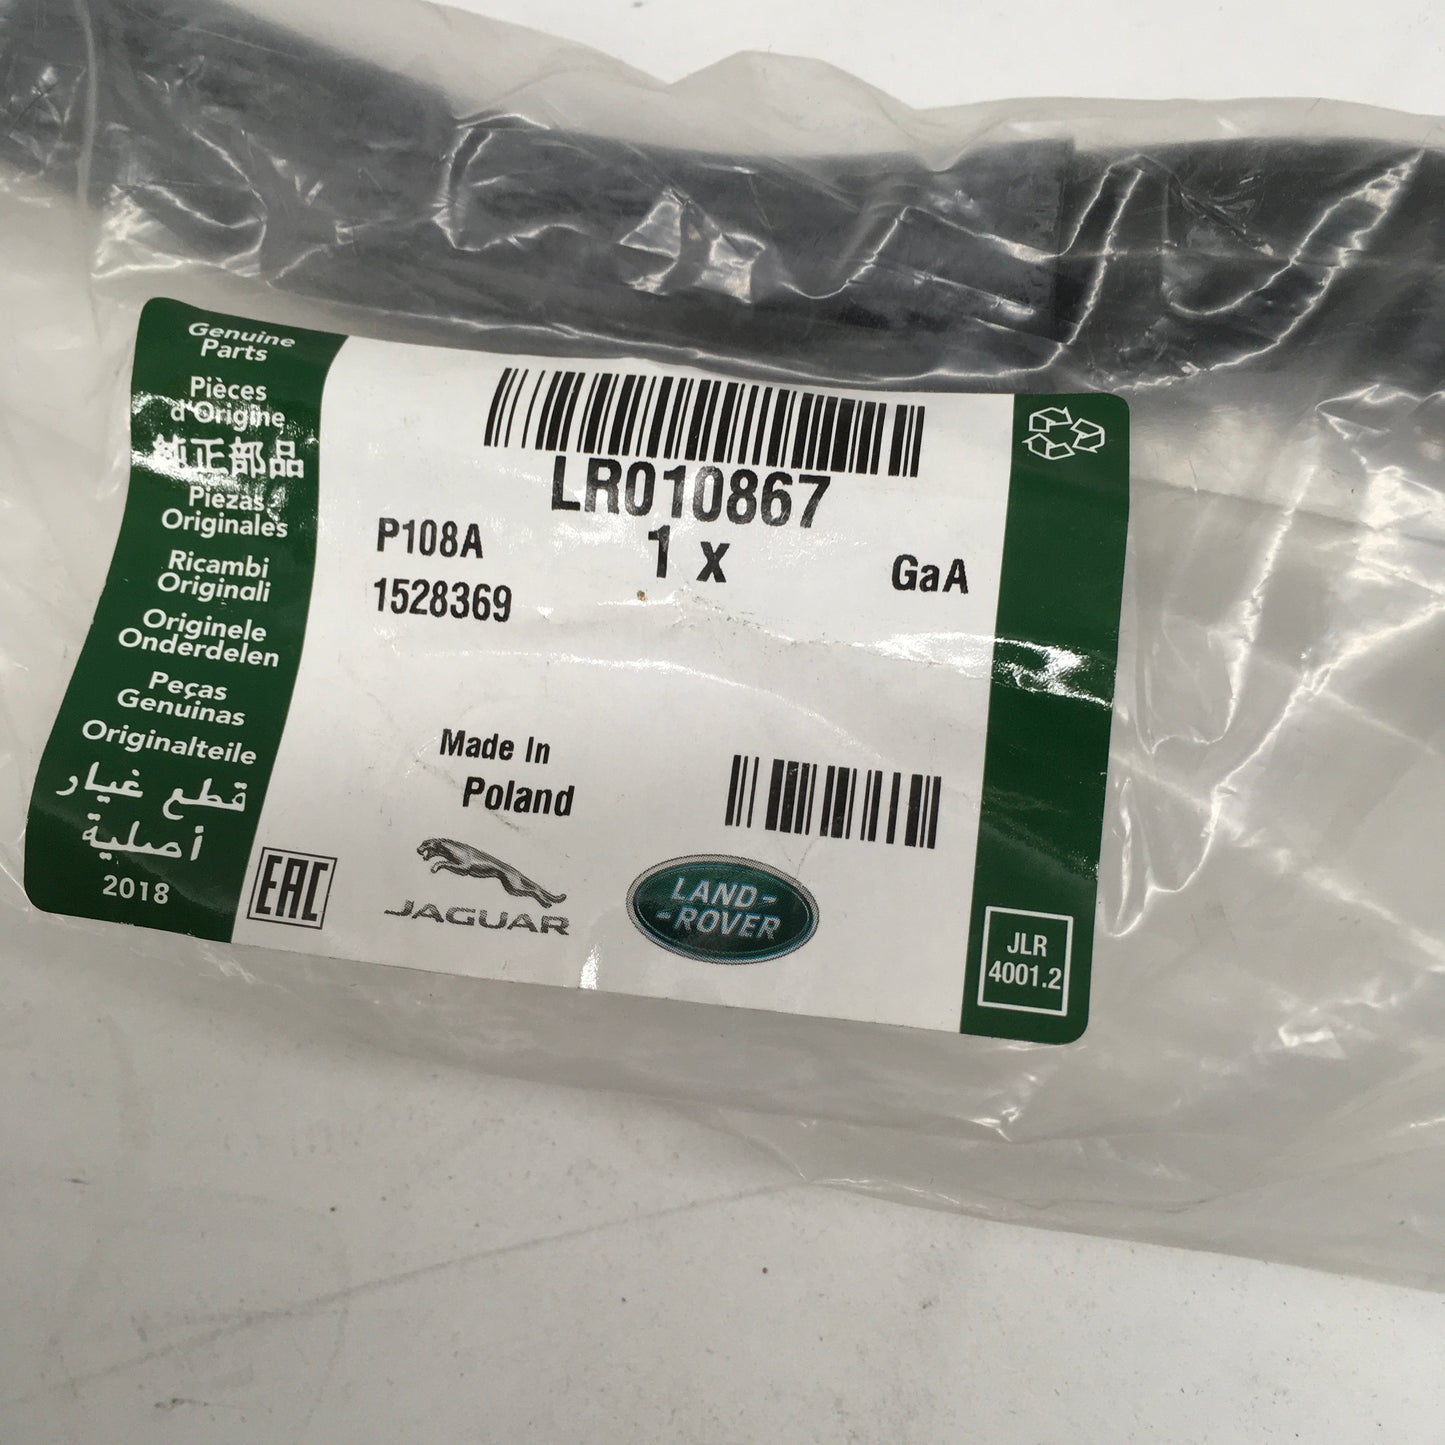 Genuine
Parts
Pièces
d'Origine
純正部品
Piezas
Originales
Ricambi
Originali
Originele
Onderdelen
Peças
Genuinas
Originalteile
قطع غيار
أصلية
2018
LR010867
P108A
1 x
GaA
1528369
Made In
Poland
EAC
JAGUAR
LAND-
-ROVER
JLR
4001.2